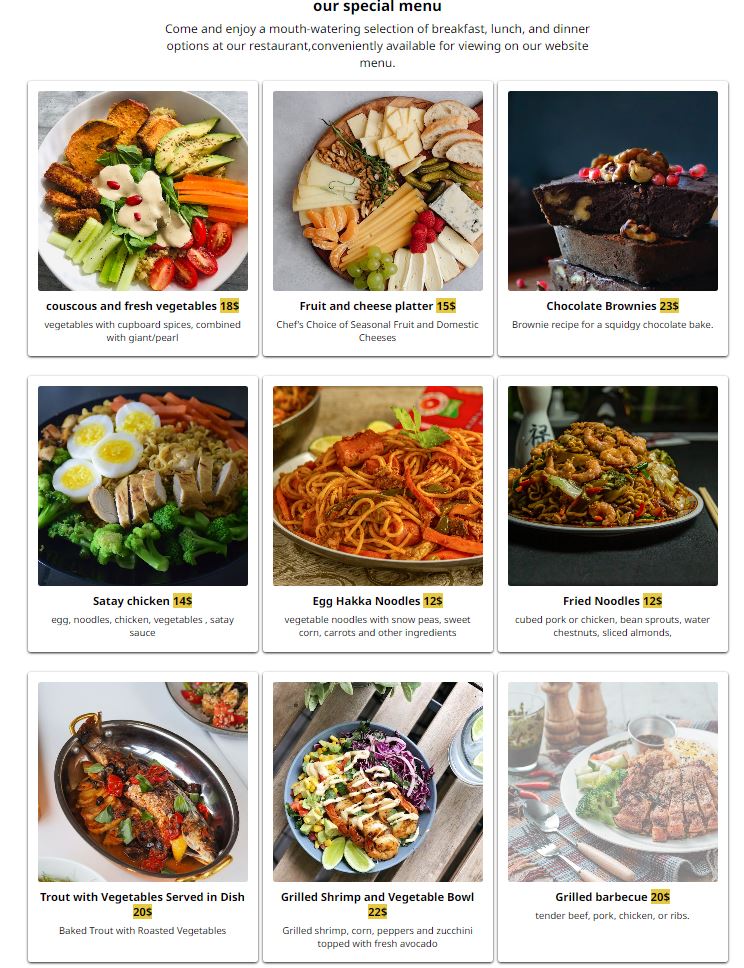 our special menu
Come and enjoy a mouth-watering selection of breakfast, lunch, and dinner
options at our restaurant,conveniently available for viewing on our website
menu.
couscous and fresh vegetables 18$
vegetables with cupboard spices, combined
with giant/pearl
Fruit and cheese platter 15$
Chef's Choice of Seasonal Fruit and Domestic
Cheeses
Chocolate Brownies 23$
Brownie recipe for a squidgy chocolate bake.
Satay chicken 14$
egg, noodles, chicken, vegetables , satay
sauce
Egg Hakka Noodles 12$
vegetable noodles with snow peas, sweet
corn, carrots and other ingredients
禄
Fried Noodles 12$
cubed pork or chicken, bean sprouts, water
chestnuts, sliced almonds,
Trout with Vegetables Served in Dish
20$
Baked Trout with Roasted Vegetables
Grilled Shrimp and Vegetable Bowl
22$
Grilled shrimp, corn, peppers and zucchini
topped with fresh avocado
Grilled barbecue 20$
tender beef, pork, chicken, or ribs.